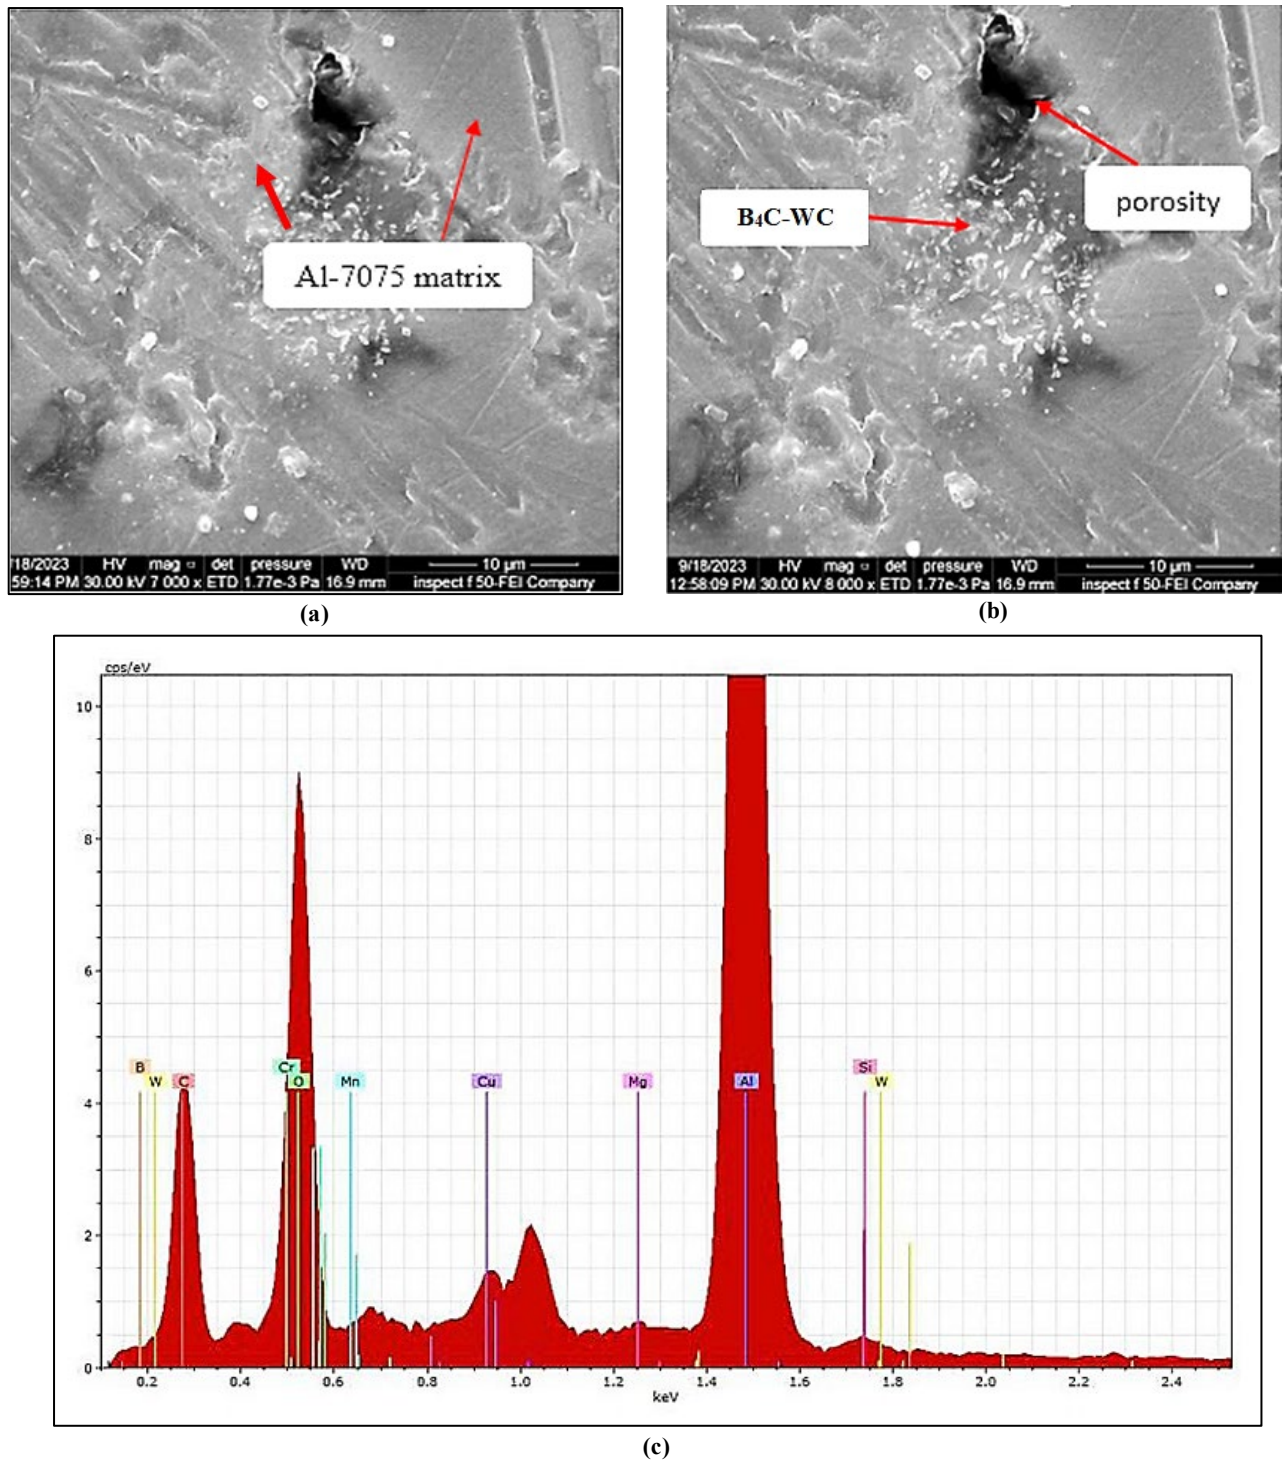 Al-7075 matrix
/18/2023 HV mag □ det pressure WD 10 µm
59:14 PM 30.00 kV 7 000 x ETD 1.77e-3 Pa 16.9 mm inspect f 50-FEI Company
(a)
porosity
B₄C-WC
9/18/2023 HV mag □ det pressure WD 10 µm
12:58:09 PM 30.00 kV 8 000 x ETD 1.77e-3 Pa 16.9 mm inspect f 50-FEI Company
(b)
cps/eV
10
8
6
B Cr Si
W C O Mn Cu Mg Al W
4
2
0
0.2 0.4 0.6 0.8 1.0 1.2 1.4 1.6 1.8 2.0 2.2 2.4
keV
(c)